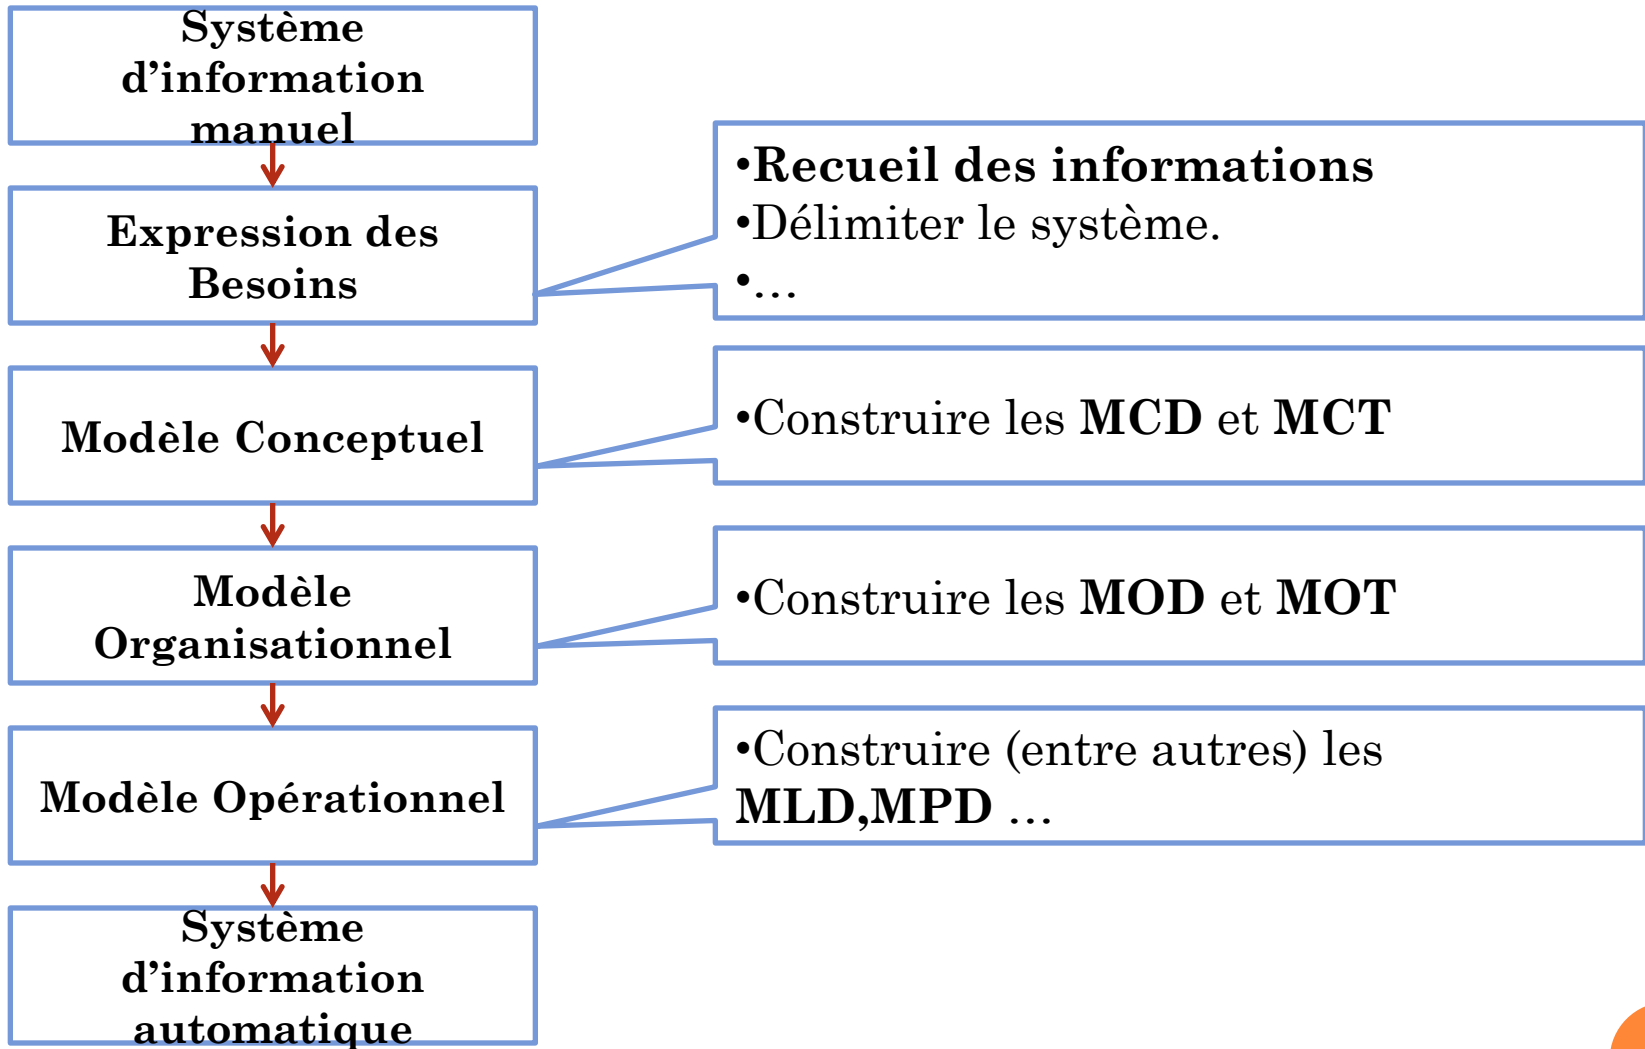 Système
d’information
manuel
Expression des
Besoins
•Recueil des informations
•Délimiter le système.
•…
Modèle Conceptuel
•Construire les MCD et MCT
Modèle
Organisationnel
•Construire les MOD et MOT
Modèle Opérationnel
•Construire (entre autres) les
MLD,MPD …
Système
d’information
automatique